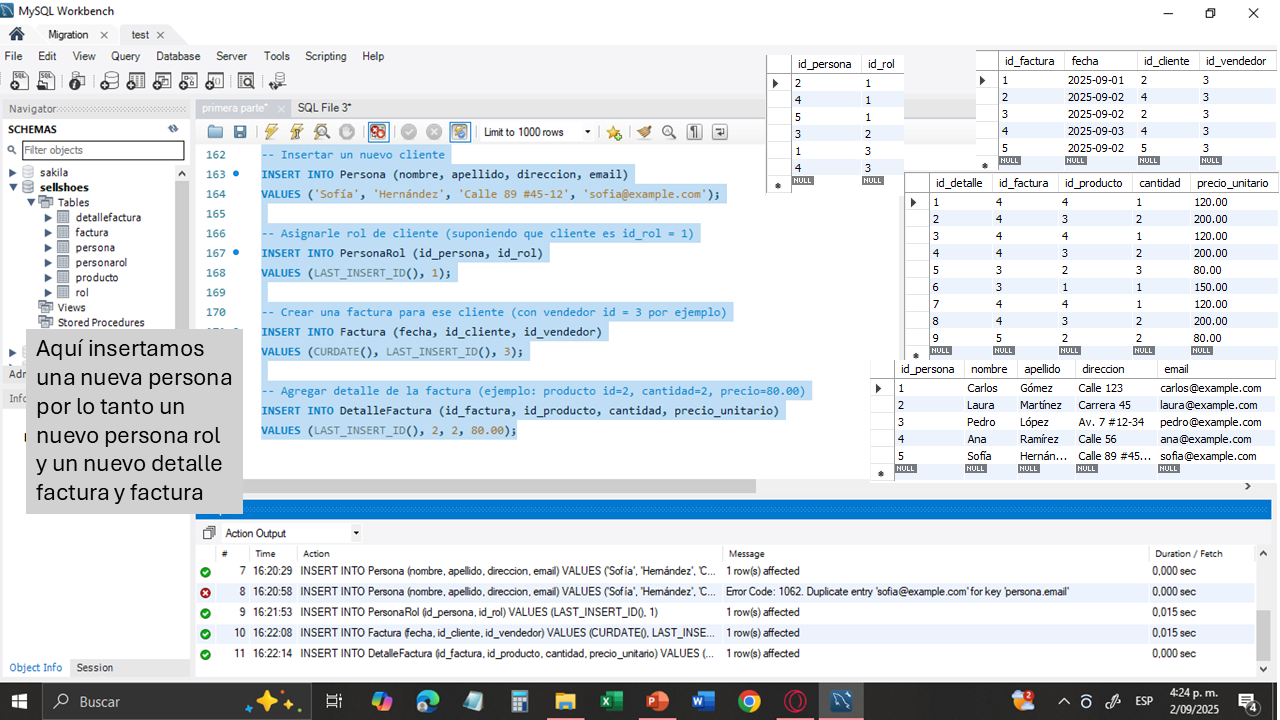 MySQL Workbench
Migration
test
File Edit View Query Database Server Tools Scripting Help
Navigator
SCHEMAS
Filter objects
sakila
sellshoes
Tables
detallefactura
factura
persona
personarol
producto
rol
Views
Stored Procedures
Aquí insertamos
una nueva persona
por lo tanto un
nuevo persona rol
y un nuevo detalle
factura y factura
Object Info Session
primera parte* SQL File 3*
Limit to 1000 rows
162 -- Insertar un nuevo cliente
163 INSERT INTO Persona (nombre, apellido, direccion, email)
164 VALUES ('Sofía', 'Hernández', 'Calle 89 #45-12', 'sofia@example.com');
165
166 -- Asignarle rol de cliente (suponiendo que cliente es id_rol = 1)
167 INSERT INTO PersonaRol (id_persona, id_rol)
168 VALUES (LAST_INSERT_ID(), 1);
169
170 -- Crear una factura para ese cliente (con vendedor id = 3 por ejemplo)
INSERT INTO Factura (fecha, id_cliente, id_vendedor)
VALUES (CURDATE(), LAST_INSERT_ID(), 3);
-- Agregar detalle de la factura (ejemplo: producto id=2, cantidad=2, precio=80.00)
INSERT INTO DetalleFactura (id_factura, id_producto, cantidad, precio_unitario)
VALUES (LAST_INSERT_ID(), 2, 2, 80.00);
id_persona id_rol
2 1
4 1
5 1
3 2
1 3
4 3
NULL NULL
id_factura fecha id_cliente id_vendedor
1 2025-09-01 2 3
2 2025-09-02 4 3
3 2025-09-02 2 3
4 2025-09-03 4 3
5 2025-09-02 5 3
NULL NULL NULL NULL
id_detalle id_factura id_producto cantidad precio_unitario
1 4 4 1 120.00
2 4 3 2 200.00
3 4 4 1 120.00
4 4 3 2 200.00
5 3 2 3 80.00
6 3 1 1 150.00
7 4 4 1 120.00
8 4 3 2 200.00
9 5 2 2 80.00
NULL NULL NULL NULL NULL
id_persona nombre apellido direccion email
1 Carlos Gómez Calle 123 carlos@example.com
2 Laura Martínez Carrera 45 laura@example.com
3 Pedro López Av. 7 #12-34 pedro@example.com
4 Ana Ramírez Calle 56 ana@example.com
5 Sofía Hernán... Calle 89 #45... sofia@example.com
NULL NULL NULL NULL NULL
Action Output
# Time Action Message Duration / Fetch
7 16:20:29 INSERT INTO Persona (nombre, apellido, direccion, email) VALUES ('Sofía', 'Hernández', 'C... 1 row(s) affected 0,000 sec
8 16:20:58 INSERT INTO Persona (nombre, apellido, direccion, email) VALUES ('Sofía', 'Hernández', 'C... Error Code: 1062. Duplicate entry 'sofia@example.com' for key 'persona.email' 0,000 sec
9 16:21:53 INSERT INTO PersonaRol (id_persona, id_rol) VALUES (LAST_INSERT_ID(), 1) 1 row(s) affected 0,015 sec
10 16:22:08 INSERT INTO Factura (fecha, id_cliente, id_vendedor) VALUES (CURDATE(), LAST_INSE... 1 row(s) affected 0,015 sec
11 16:22:14 INSERT INTO DetalleFactura (id_factura, id_producto, cantidad, precio_unitario) VALUES (... 1 row(s) affected 0,000 sec
Buscar
ESP
4:24 p. m.
2/09/2025